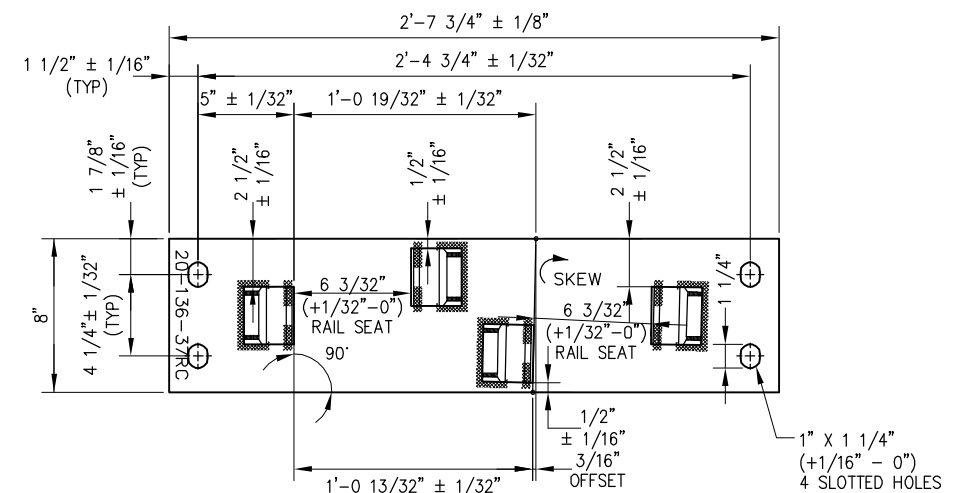 2'-7 3/4" ± 1/8"
1 1/2" ± 1/16"
(TYP)
2'-4 3/4" ± 1/32"
5" ± 1/32"
1'-0 19/32" ± 1/32"
1 7/8"
± 1/16"
(TYP)
2 1/2"
± 1/16"
1/2"
± 1/16"
2 1/2"
± 1/16"
8"
4 1/4"± 1/32"
(TYP)
20-136-37RC
6 3/32"
(+1/32"-0")
RAIL SEAT
SKEW
6 3/32"
(+1/32"-0")
RAIL SEAT
1 1/4"
90°
1/2"
± 1/16"
3/16"
OFFSET
1'-0 13/32" ± 1/32"
1" X 1 1/4"
(+1/16" - 0")
4 SLOTTED HOLES